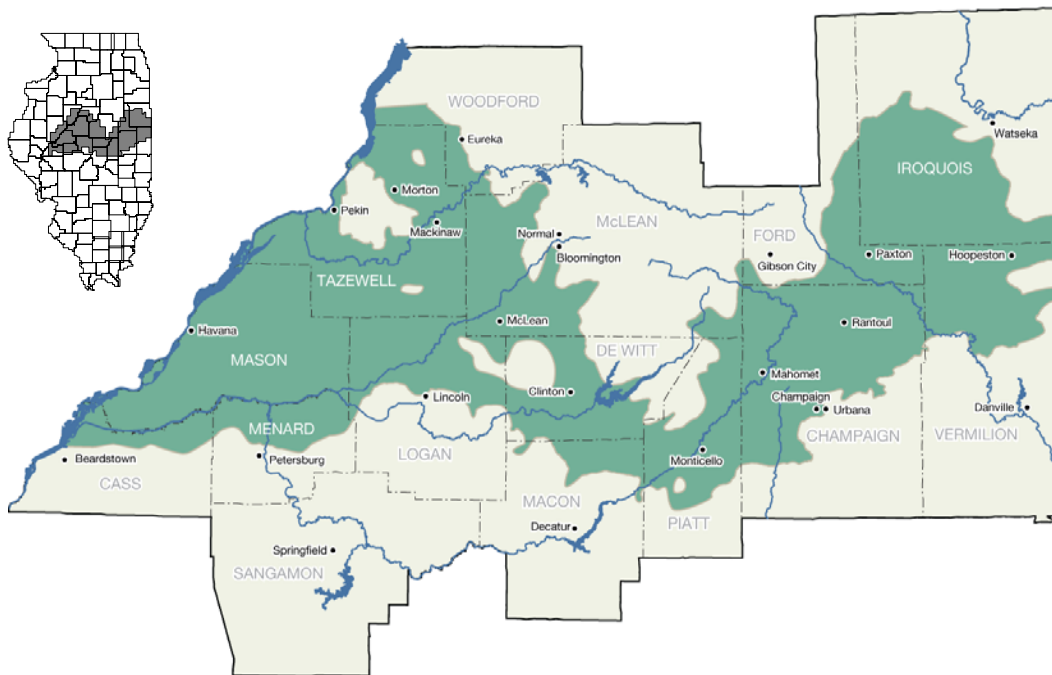 WOODFORD
Eureka
Watseka
IROQUOIS
Morton
Pekin
Mackinaw
McLEAN
Normal
Bloomington
FORD
Gibson City
Paxton
Hoopeston
TAZEWELL
Havana
McLean
Rantoul
MASON
DE WITT
Mahomet
Clinton
Lincoln
Champaign
Urbana
Danville
MENARD
CHAMPAIGN
VERMILION
Beardstown
Petersburg
LOGAN
Monticello
CASS
MACON
PIATT
Decatur
Springfield
SANGAMON